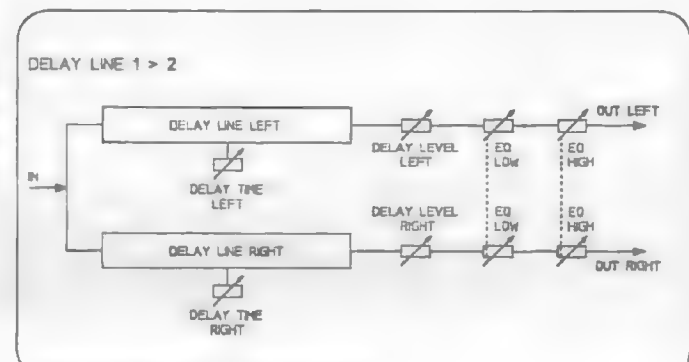 DELAY LINE 1 > 2
OUT LEFT
DELAY LINE LEFT
DELAY LEVEL
LEFT
EQ
LOW
EQ
HIGH
IN
DELAY TIME
LEFT
DELAY LEVEL
RIGHT
EQ
LOW
EQ
HIGH
DELAY LINE RIGHT
OUT RIGHT
DELAY TIME
RIGHT